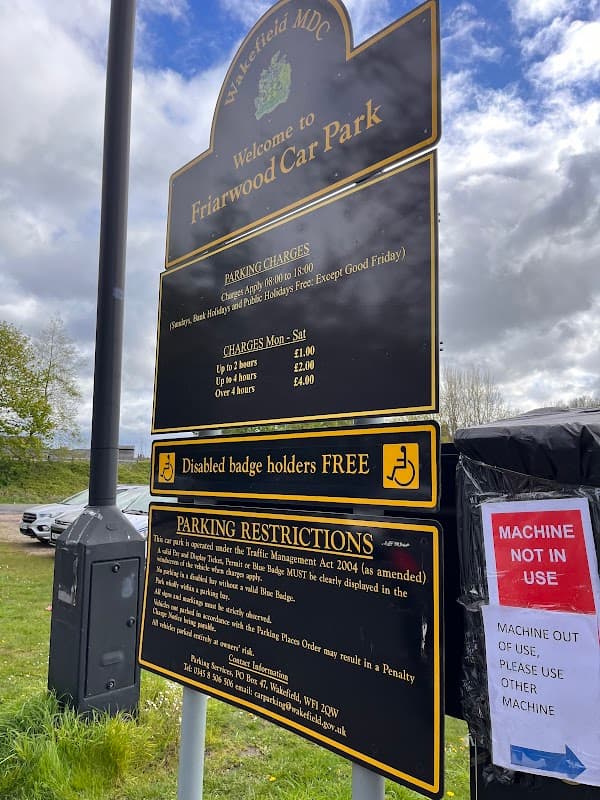 Wakefield MDC
Welcome to
Friarwood Car Park
PARKING CHARGES
Charges Apply 08:00 to 18:00
(Sundays, Bank Holidays and Public Holidays Free: Except Good Friday)
CHARGES Mon - Sat
Up to 2 hours £1.00
Up to 4 hours £2.00
Over 4 hours £4.00
Disabled badge holders FREE
PARKING RESTRICTIONS
This car park is operated under the Traffic Management Act 2004 (as amended)
A valid Pay and Display Ticket, Permit or Blue Badge MUST be clearly displayed in the
windscreen of the vehicle when charges apply.
No parking in a disabled bay without a valid Blue Badge.
Park wholly within a parking bay.
All signs and markings must be strictly observed.
Vehicles not parked in accordance with the Parking Places Order may result in a Penalty
Charge Notice being payable.
All vehicles parked entirely at owners' risk.
Contact Information
Parking Services, PO Box 47, Wakefield, WF1 2QW
Tel: 0345 8 506 506 email: carparking@wakefield.gov.uk
MACHINE
NOT IN
USE
MACHINE OUT
OF USE,
PLEASE USE
OTHER
MACHINE